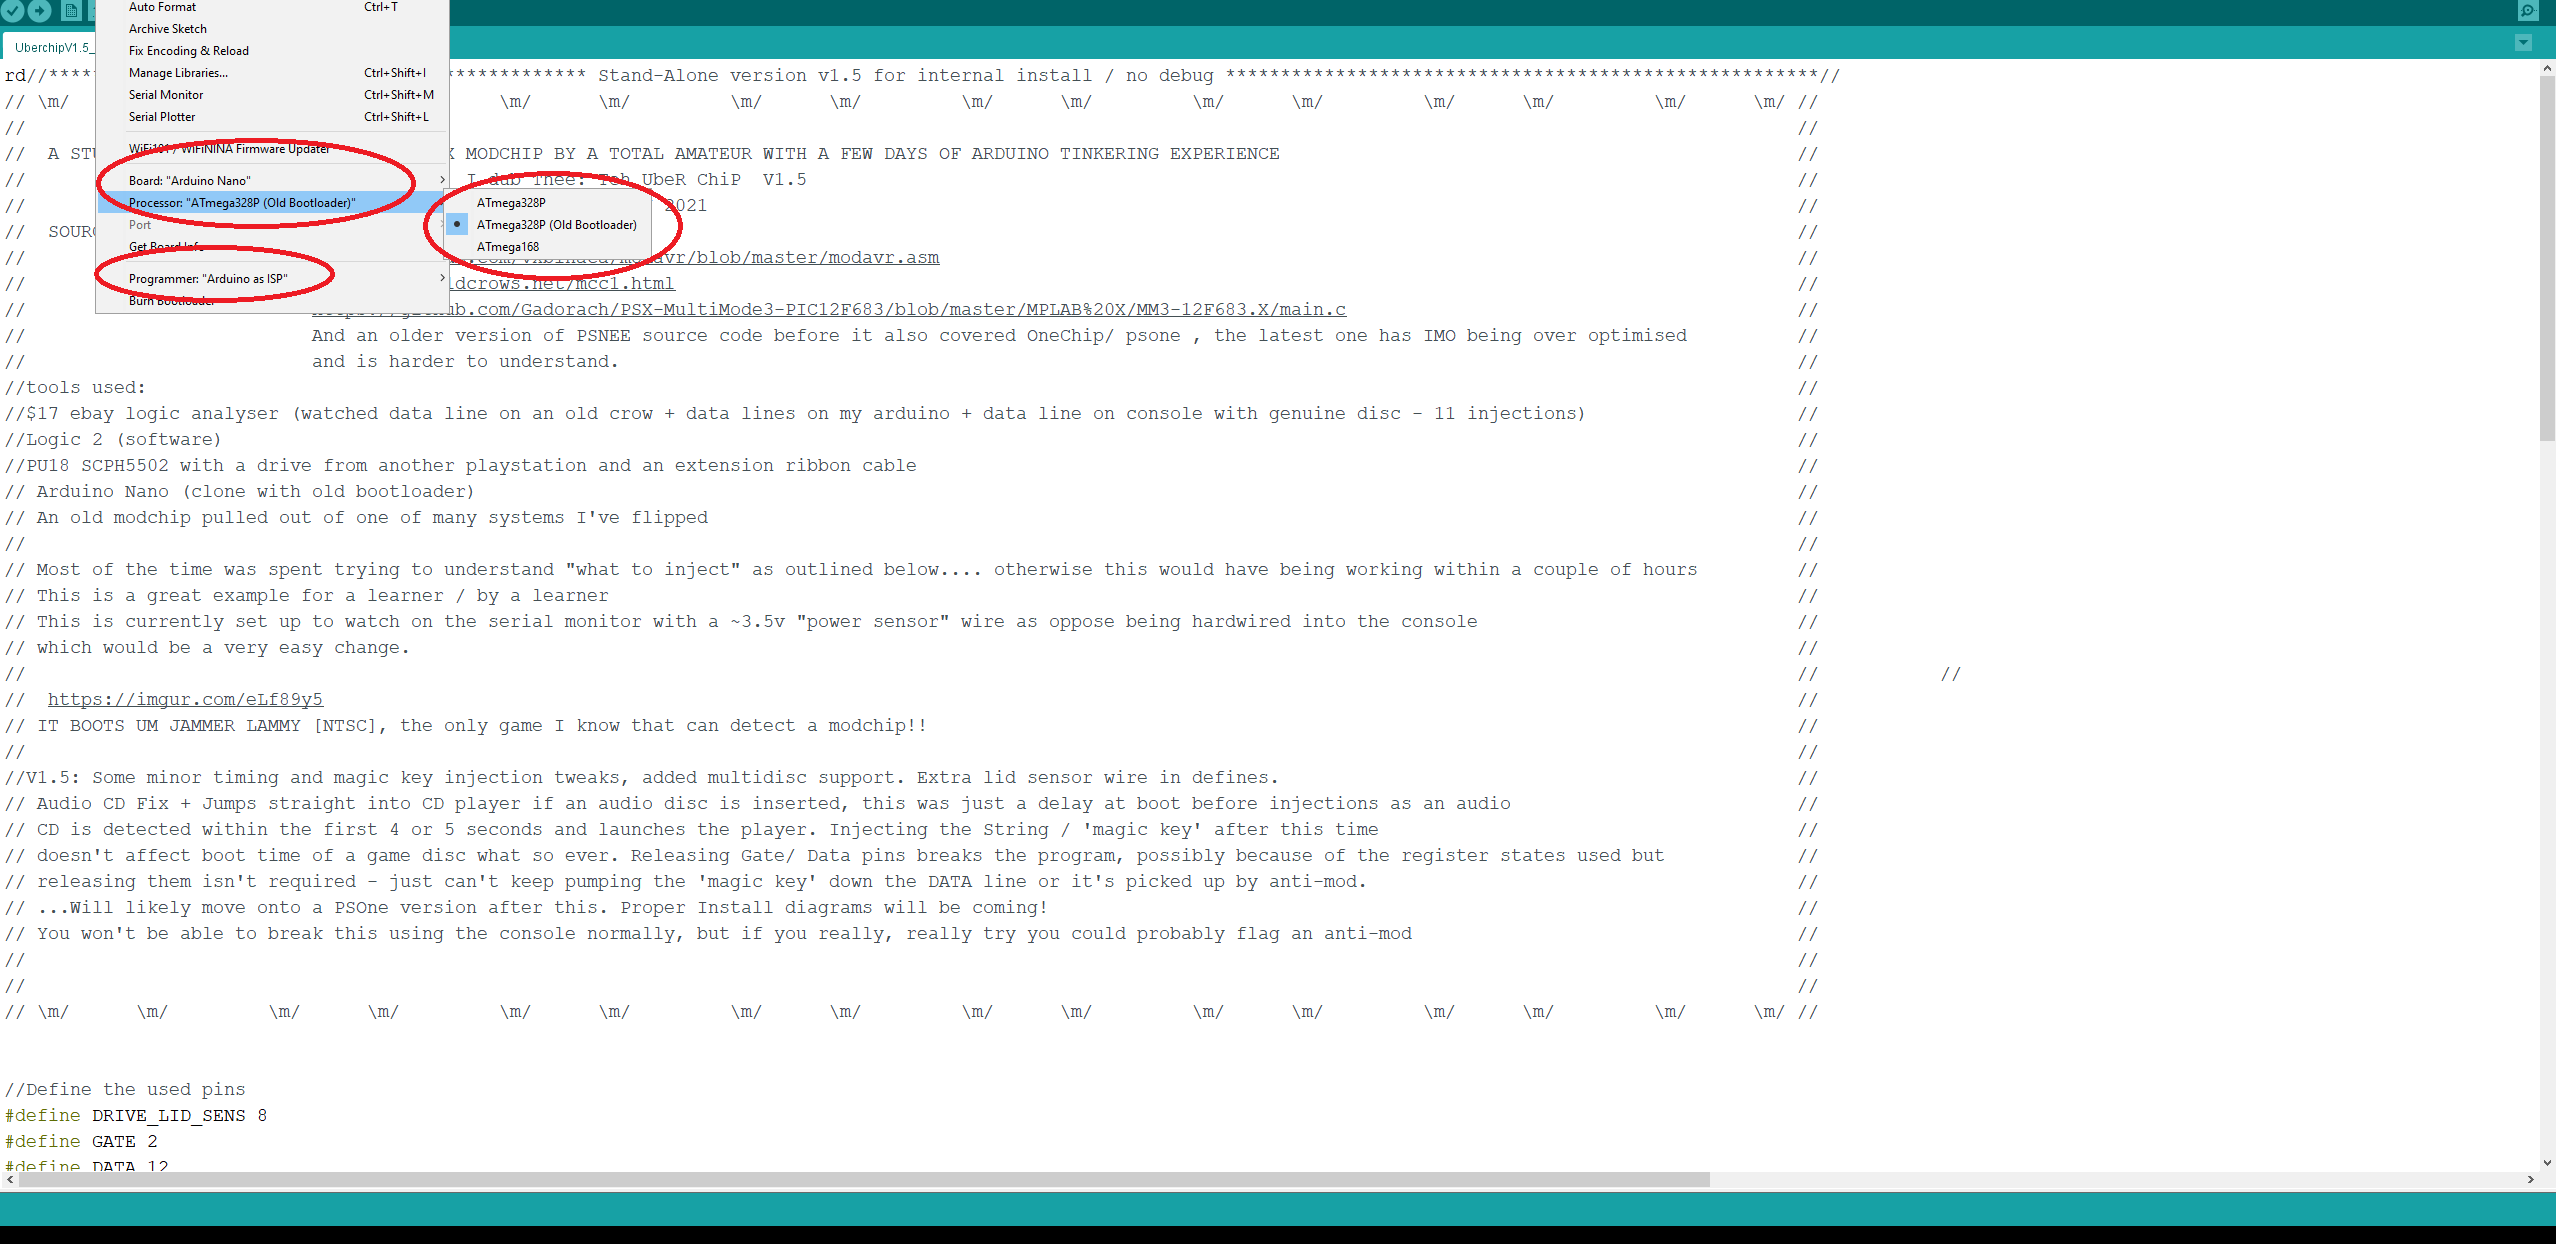 Auto Format Ctrl+T
Archive Sketch
Fix Encoding & Reload
Manage Libraries... Ctrl+Shift+I
Serial Monitor Ctrl+Shift+M
Serial Plotter Ctrl+Shift+L
WiFi101 / WiFiNINA Firmware Updater
Board: "Arduino Nano"
Processor: "ATmega328P (Old Bootloader)"
Port
Get Board Info
Programmer: "Arduino as ISP"
Burn Bootloader
ATmega328P
ATmega328P (Old Bootloader)
ATmega168
UberchipV1.5_
rd//**** ************* Stand-Alone version v1.5 for internal install / no debug ******************************************************//
// \m/ \m/ \m/ \m/ \m/ \m/ \m/ \m/ \m/ \m/ \m/ \m/ \m/ //
// //
// A STU X MODCHIP BY A TOTAL AMATEUR WITH A FEW DAYS OF ARDUINO TINKERING EXPERIENCE //
// I dub Thee: Teh UbeR ChiP V1.5 //
// 2021 //
// SOUR //
// .com/vxbinaca/modavr/blob/master/modavr.asm //
// ldcrows.net/mcc1.html //
// https://github.com/Gadorach/PSX-MultiMode3-PIC12F683/blob/master/MPLAB%20X/MM3-12F683.X/main.c //
// And an older version of PSNEE source code before it also covered OneChip/ psone , the latest one has IMO being over optimised //
// and is harder to understand. //
//tools used: //
//$17 ebay logic analyser (watched data line on an old crow + data lines on my arduino + data line on console with genuine disc - 11 injections) //
//Logic 2 (software) //
//PU18 SCPH5502 with a drive from another playstation and an extension ribbon cable //
// Arduino Nano (clone with old bootloader) //
// An old modchip pulled out of one of many systems I've flipped //
// //
// Most of the time was spent trying to understand "what to inject" as outlined below.... otherwise this would have being working within a couple of hours //
// This is a great example for a learner / by a learner //
// This is currently set up to watch on the serial monitor with a ~3.5v "power sensor" wire as oppose being hardwired into the console //
// which would be a very easy change. //
// // //
// https://imgur.com/eLf89y5 //
// IT BOOTS UM JAMMER LAMMY [NTSC], the only game I know that can detect a modchip!! //
// //
//V1.5: Some minor timing and magic key injection tweaks, added multidisc support. Extra lid sensor wire in defines. //
// Audio CD Fix + Jumps straight into CD player if an audio disc is inserted, this was just a delay at boot before injections as an audio //
// CD is detected within the first 4 or 5 seconds and launches the player. Injecting the String / 'magic key' after this time //
// doesn't affect boot time of a game disc what so ever. Releasing Gate/ Data pins breaks the program, possibly because of the register states used but //
// releasing them isn't required - just can't keep pumping the 'magic key' down the DATA line or it's picked up by anti-mod. //
// ...Will likely move onto a PSOne version after this. Proper Install diagrams will be coming! //
// You won't be able to break this using the console normally, but if you really, really try you could probably flag an anti-mod //
// //
// //
// \m/ \m/ \m/ \m/ \m/ \m/ \m/ \m/ \m/ \m/ \m/ \m/ \m/ \m/ \m/ \m/ //
//Define the used pins
#define DRIVE_LID_SENS 8
#define GATE 2
#define DATA 12